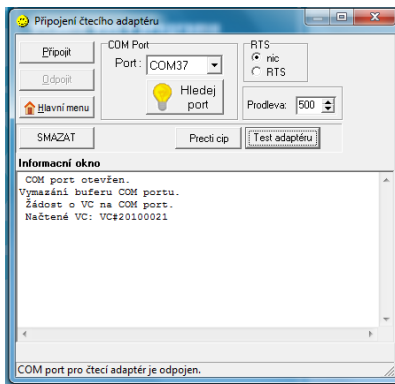 Připojení čtecího adaptéru
Připojit
Odpojit
Hlavní menu
COM Port
Port:
COM37
Hledej
port
RTS
nic
RTS
Prodleva:
500
SMAZAT
Precti cip
Test adaptéru
Informacní okno
COM port otevřen.
Vymazání buferu COM portu.
Žádost o VC na COM port.
Načtené VC: VC#20100021
COM port pro čtecí adaptér je odpojen.